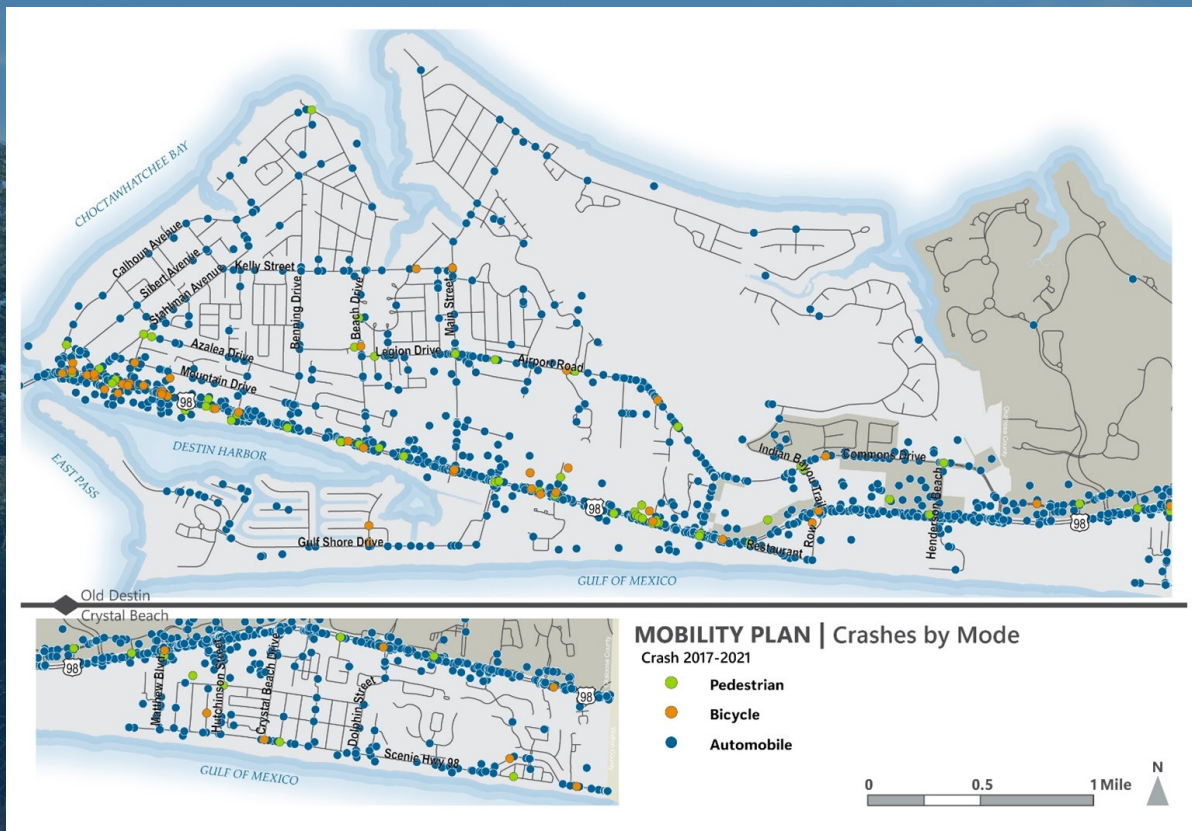 CHOCTAWHATCHEE BAY
Calhoun Avenue
Sibert Avenue
Stahlman Avenue
Kelly Street
Benning Drive
Beach Drive
Main Street
Azalea Drive
Legion Drive
Airport Road
Mountain Drive
98
DESTIN HARBOR
EAST PASS
Indian Bayou Trail
Commons Drive
Henderson Beach
98
98
Gulf Shore Drive
Restaurant
Row
GULF OF MEXICO
Old Destin
Crystal Beach
98
Matthew Blvd
Hutchinson Street
Crystal Beach Drive
Dolphin Street
98
Scenic Hwy 98
GULF OF MEXICO
MOBILITY PLAN | Crashes by Mode
Crash 2017-2021
Pedestrian
Bicycle
Automobile
0 0.5 1 Mile
N